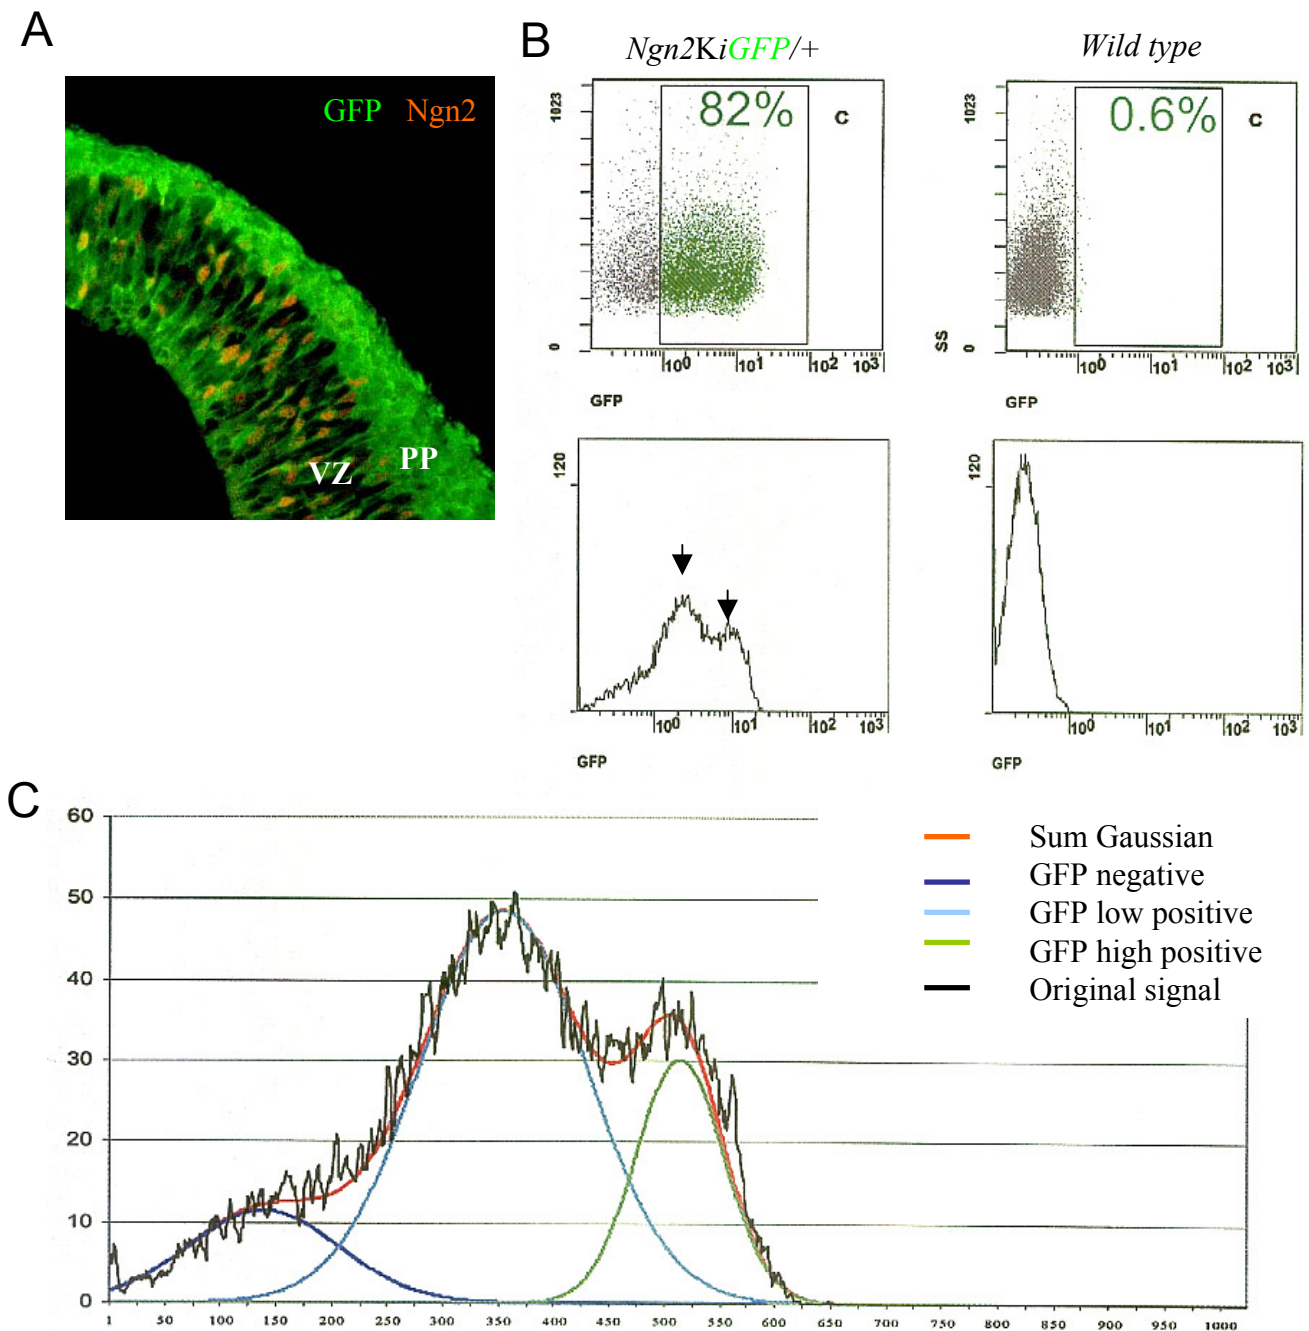 A
GFP Ngn2
VZ
PP
B
Ngn2KiGFP/+
Wild type
1023
82%
c
0
10⁰ 10¹ 10² 10³
GFP
1023
0.6%
c
SS
0
10⁰ 10¹ 10² 10³
GFP
120
10⁰ 10¹ 10² 10³
GFP
120
10⁰ 10¹ 10² 10³
GFP
C
60
50
40
30
20
10
0
1 50 100 150 200 250 300 350 400 450 500 550 600 650 700 750 800 850 900 950 1000
Sum Gaussian
GFP negative
GFP low positive
GFP high positive
Original signal